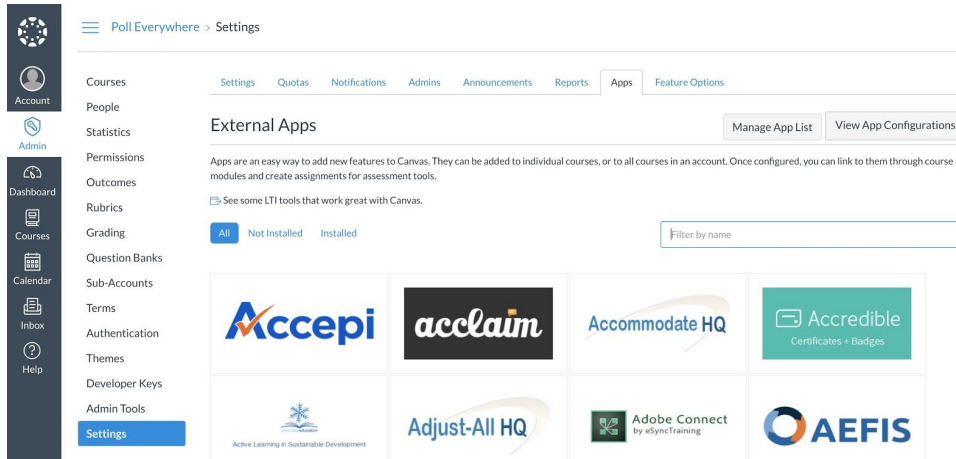 Poll Everywhere > Settings
Account
Admin
Dashboard
Courses
Calendar
Inbox
Help
Courses
People
Statistics
Permissions
Outcomes
Rubrics
Grading
Question Banks
Sub-Accounts
Terms
Authentication
Themes
Developer Keys
Admin Tools
Settings
Settings Quotas Notifications Admins Announcements Reports Apps Feature Options
External Apps
Manage App List View App Configurations
Apps are an easy way to add new features to Canvas. They can be added to individual courses, or to all courses in an account. Once configured, you can link to them through course
modules and create assignments for assessment tools.
See some LTI tools that work great with Canvas.
All Not Installed Installed
Filter by name
Accepi
acclaim
Accommodate HQ
Accredible
Certificates + Badges
Active Learning in Sustainable Development
Adjust-All HQ
Adobe Connect
by eSyncTraining
AEFIS